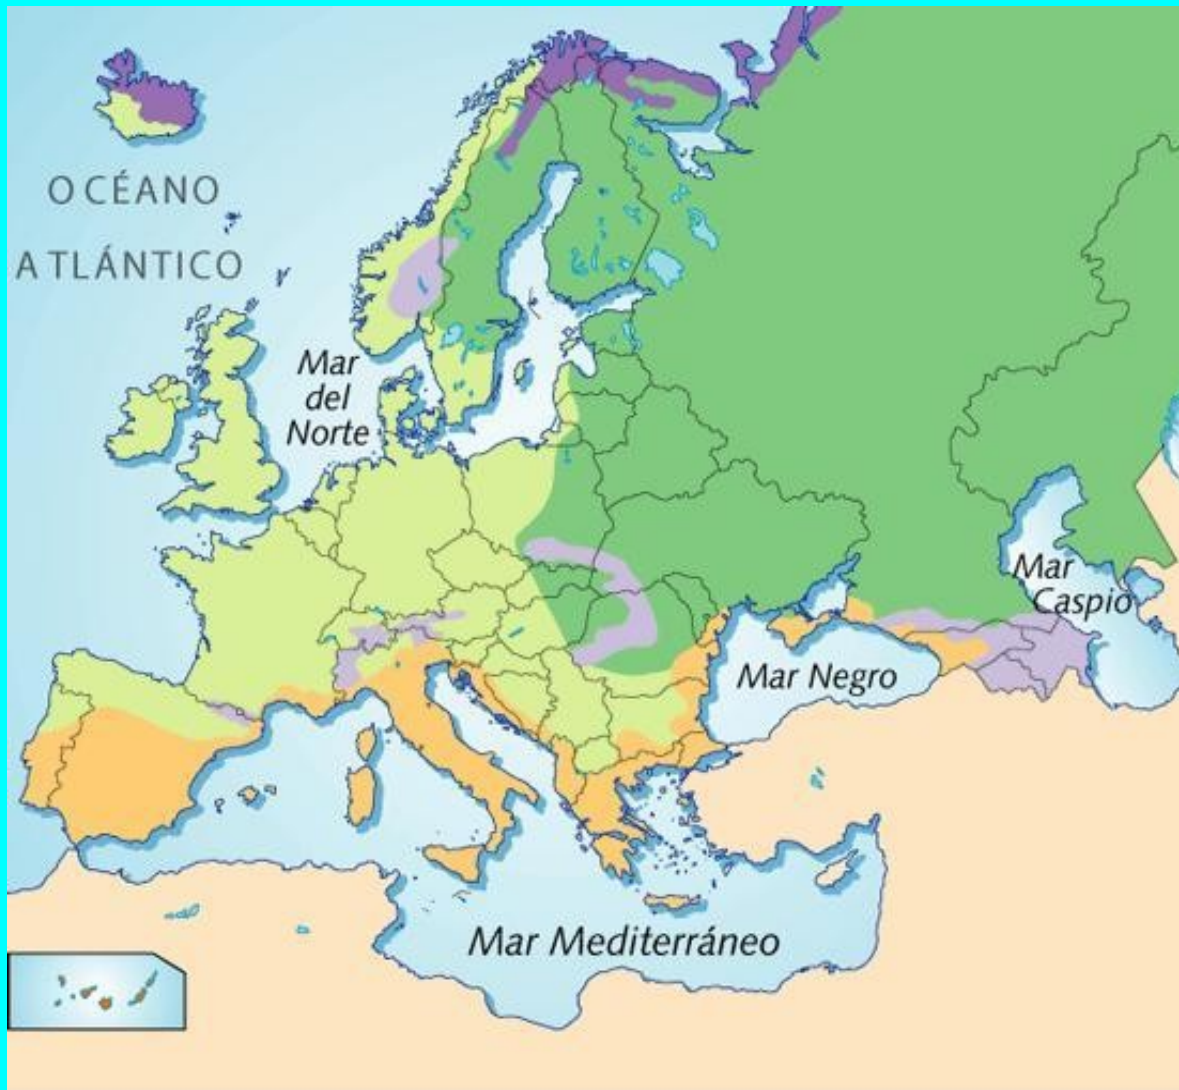 OCÉANO
ATLÁNTICO
Mar
del
Norte
Mar
Caspio
Mar Negro
Mar Mediterráneo